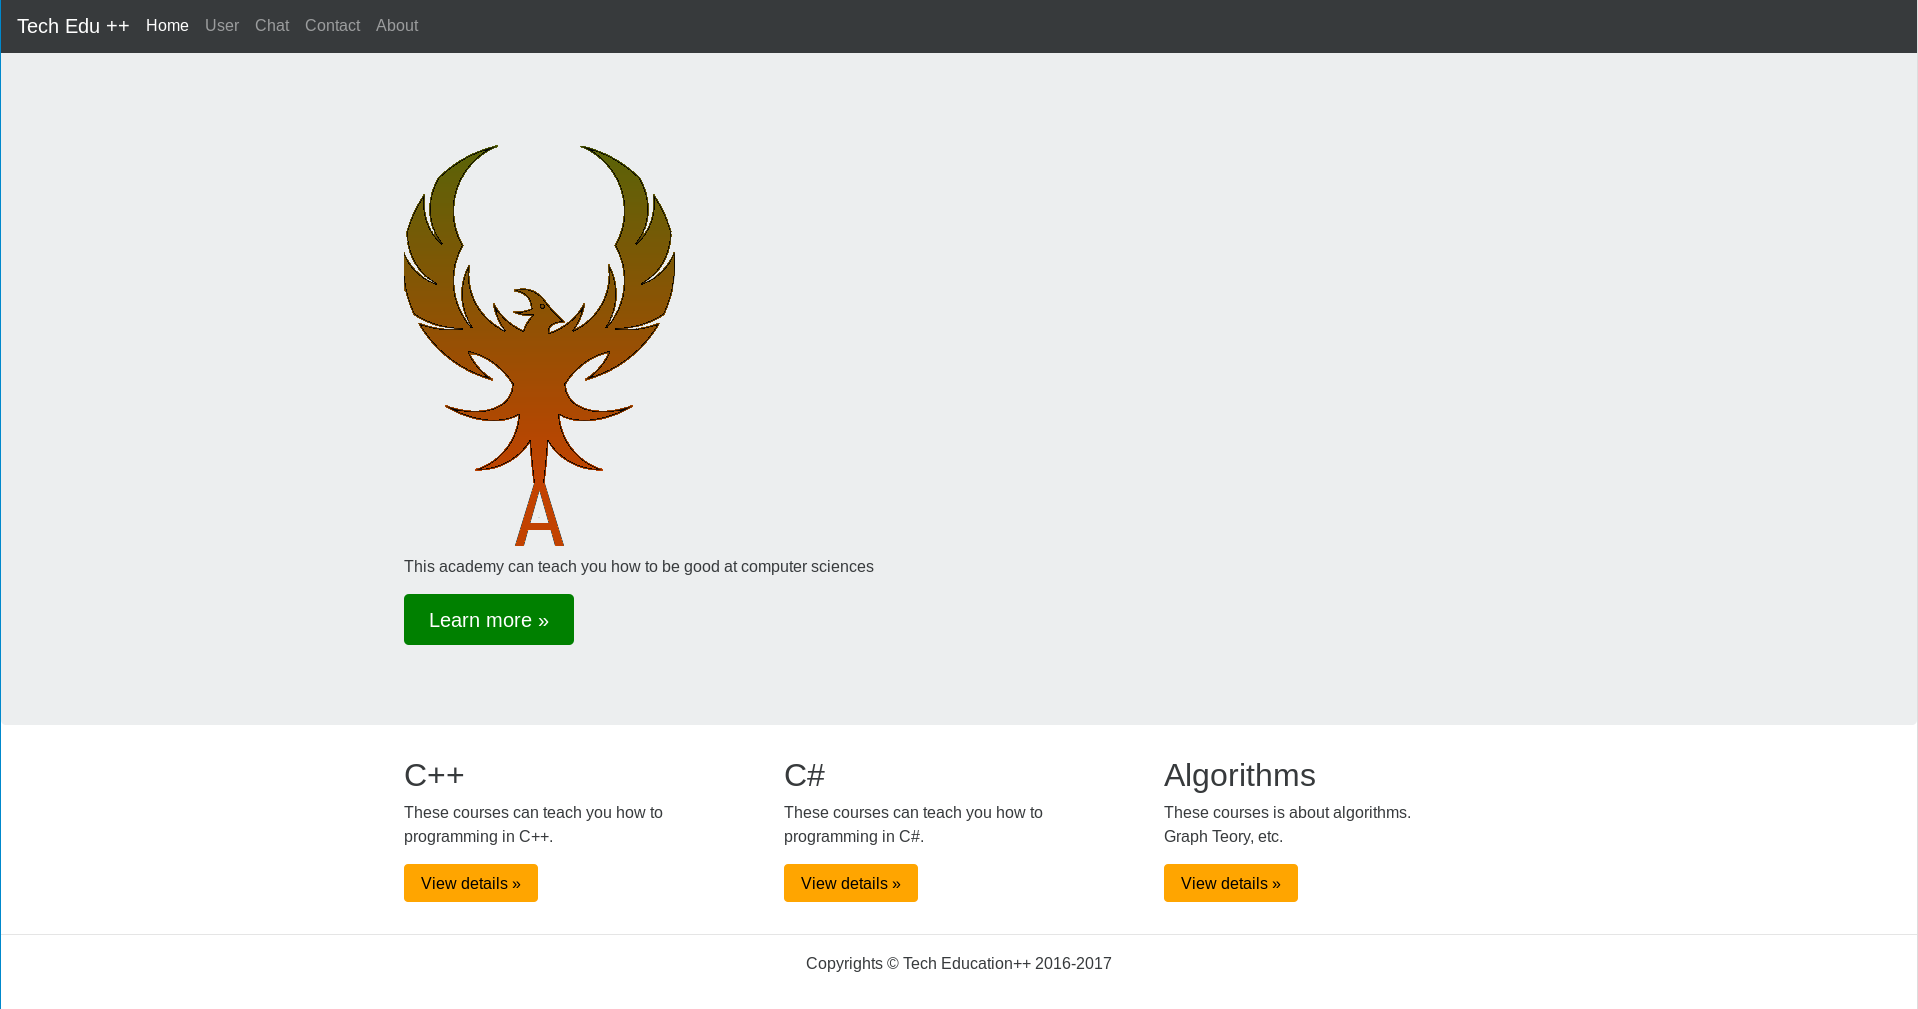 Tech Edu ++ Home User Chat Contact About
A
This academy can teach you how to be good at computer sciences
Learn more »
C++
These courses can teach you how to
programming in C++.
View details »
C#
These courses can teach you how to
programming in C#.
View details »
Algorithms
These courses is about algorithms.
Graph Teory, etc.
View details »
Copyrights © Tech Education++ 2016-2017